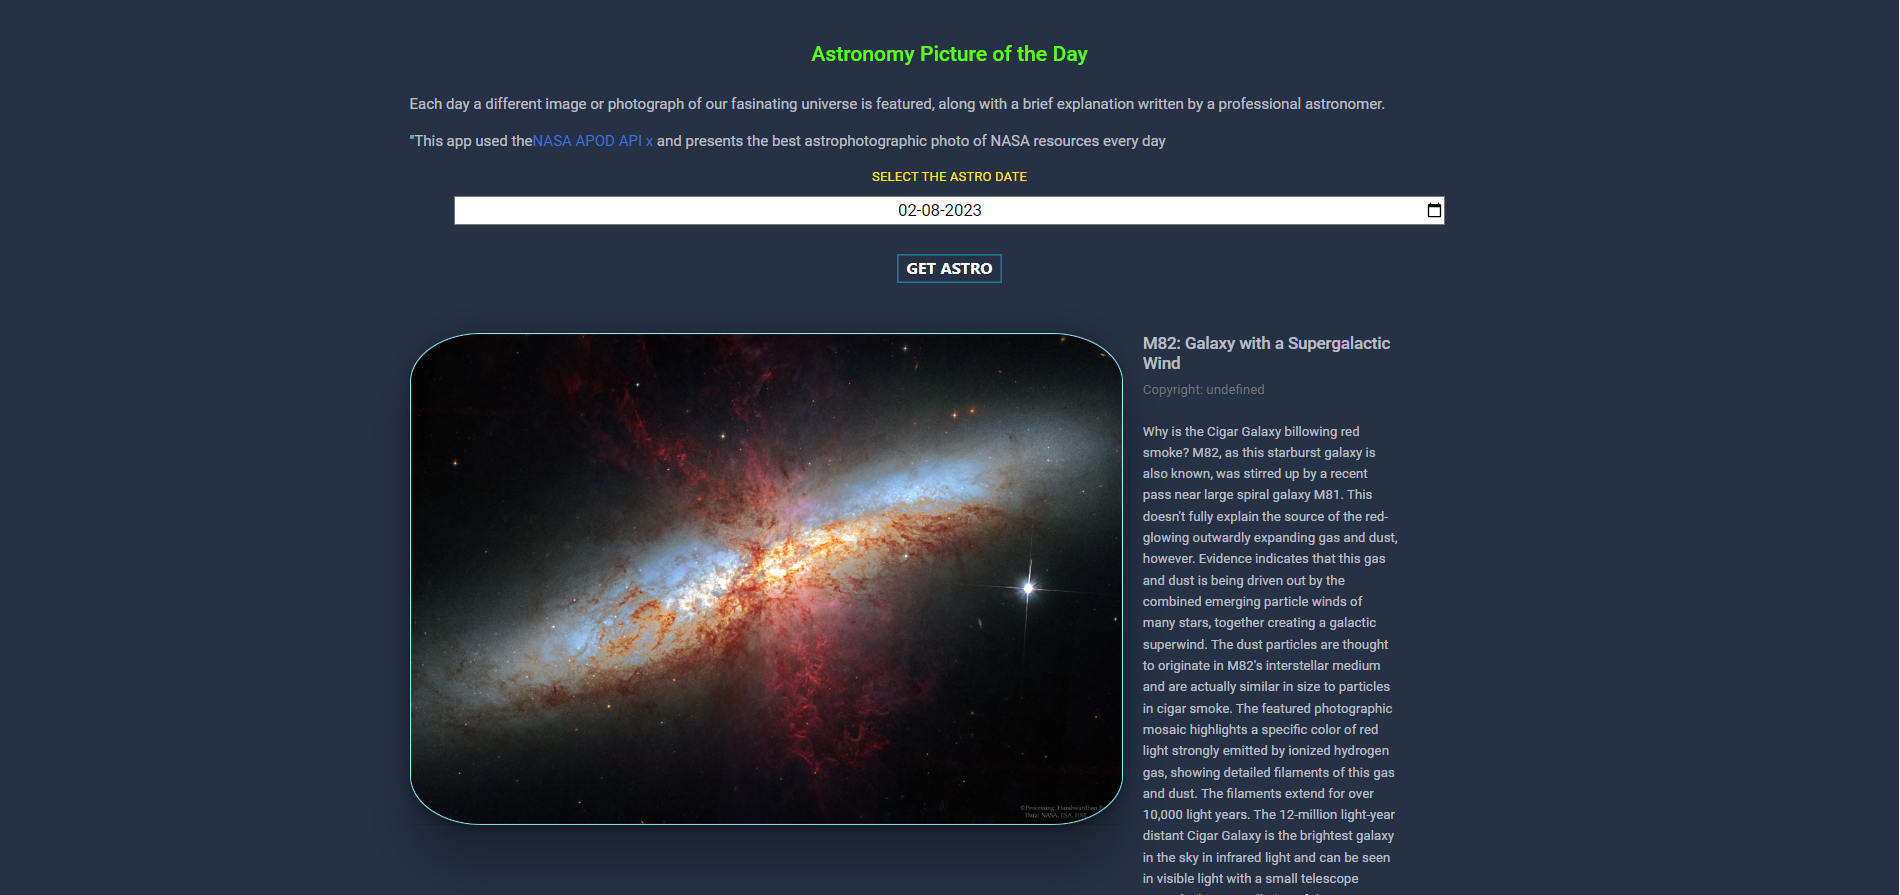 Astronomy Picture of the Day
Each day a different image or photograph of our fasinating universe is featured, along with a brief explanation written by a professional astronomer.
"This app used theNASA APOD API x and presents the best astrophotographic photo of NASA resources every day
SELECT THE ASTRO DATE
02-08-2023
GET ASTRO
M82: Galaxy with a Supergalactic
Wind
Copyright: undefined
Why is the Cigar Galaxy billowing red
smoke? M82, as this starburst galaxy is
also known, was stirred up by a recent
pass near large spiral galaxy M81. This
doesn't fully explain the source of the red-
glowing outwardly expanding gas and dust,
however. Evidence indicates that this gas
and dust is being driven out by the
combined emerging particle winds of
many stars, together creating a galactic
superwind. The dust particles are thought
to originate in M82's interstellar medium
and are actually similar in size to particles
in cigar smoke. The featured photographic
mosaic highlights a specific color of red
light strongly emitted by ionized hydrogen
gas, showing detailed filaments of this gas
and dust. The filaments extend for over
10,000 light years. The 12-million light-year
distant Cigar Galaxy is the brightest galaxy
in the sky in infrared light and can be seen
in visible light with a small telescope
©Processing: Harshwardhan
Data: NASA, ESA, HST